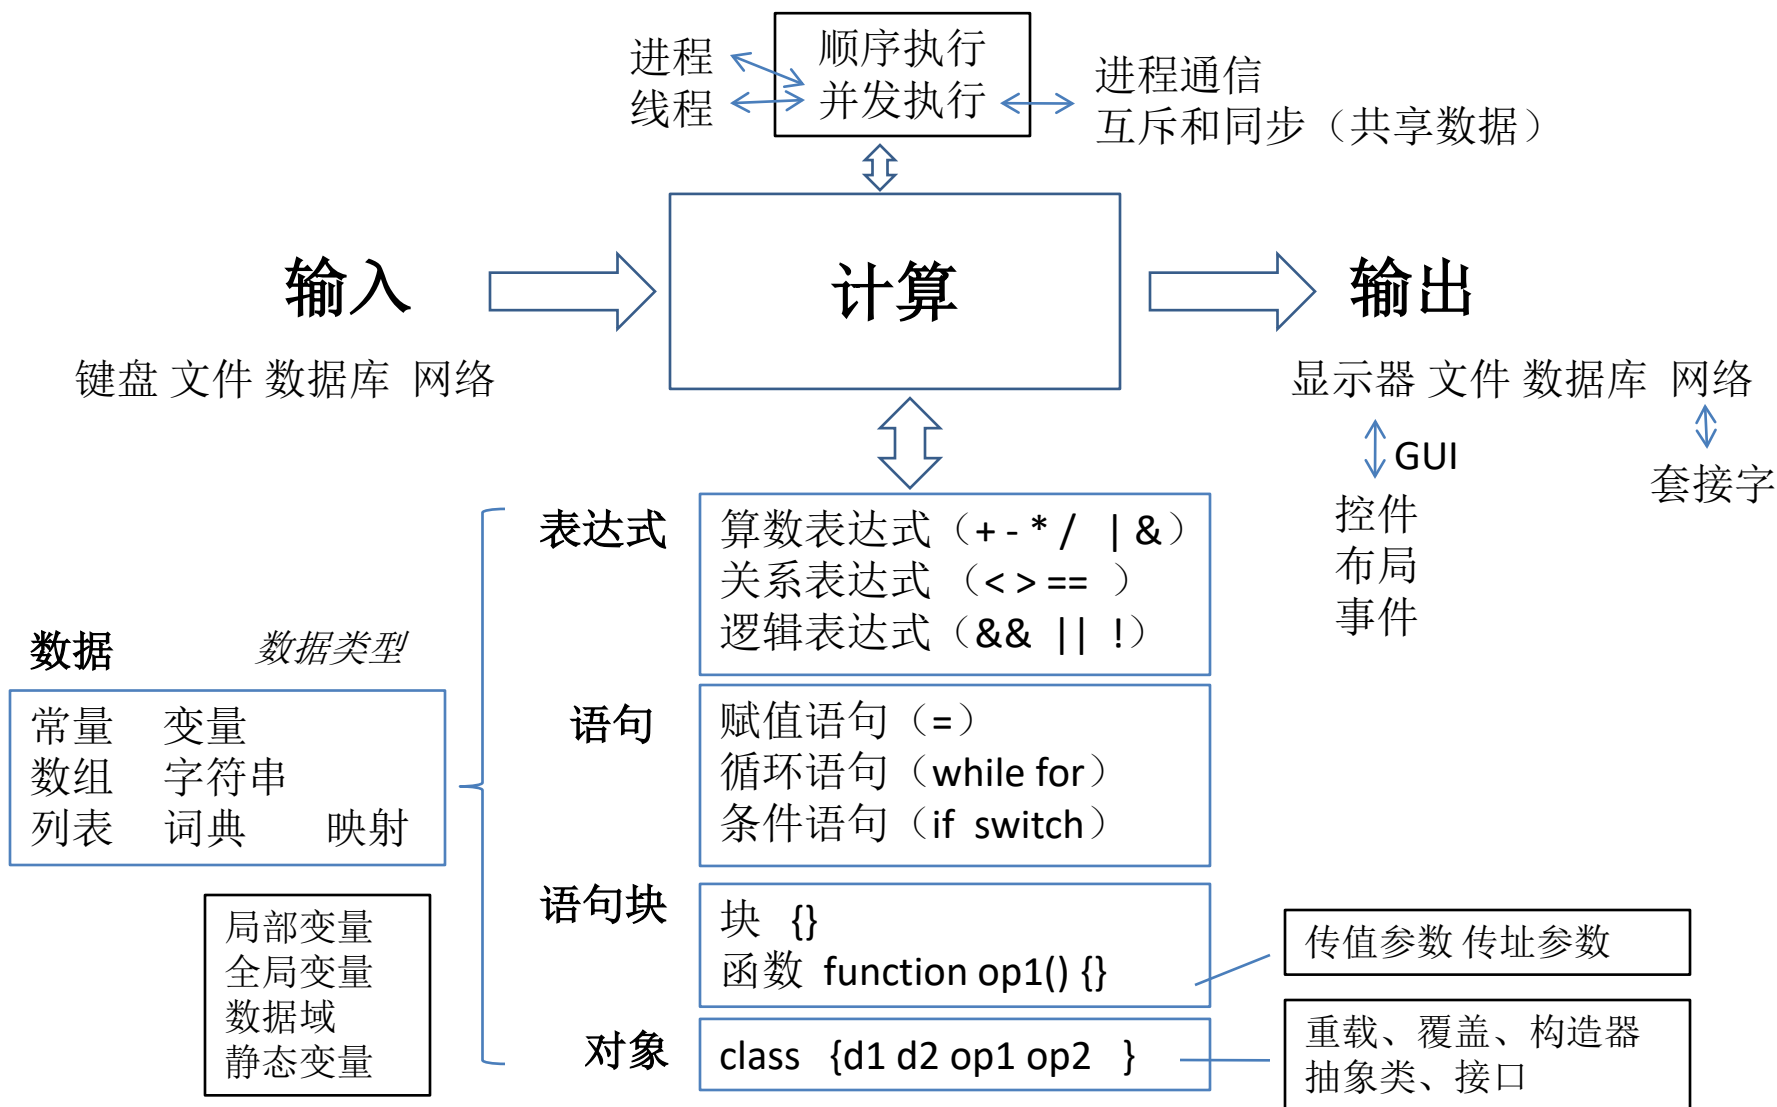 顺序执行
并发执行
进程
线程
进程通信
互斥和同步（共享数据）
输入
计算
输出
键盘 文件 数据库 网络
显示器 文件 数据库 网络
GUI
套接字
控件
布局
事件
表达式
算数表达式（+ - * / | &）
关系表达式 （< > == ）
逻辑表达式（&& || !）
数据 数据类型
常量 变量
数组 字符串
列表 词典 映射
语句
赋值语句（=）
循环语句（while for）
条件语句（if switch）
局部变量
全局变量
数据域
静态变量
语句块
块 {}
函数 function op1() {}
传值参数 传址参数
对象
class {d1 d2 op1 op2 }
重载、覆盖、构造器
抽象类、接口